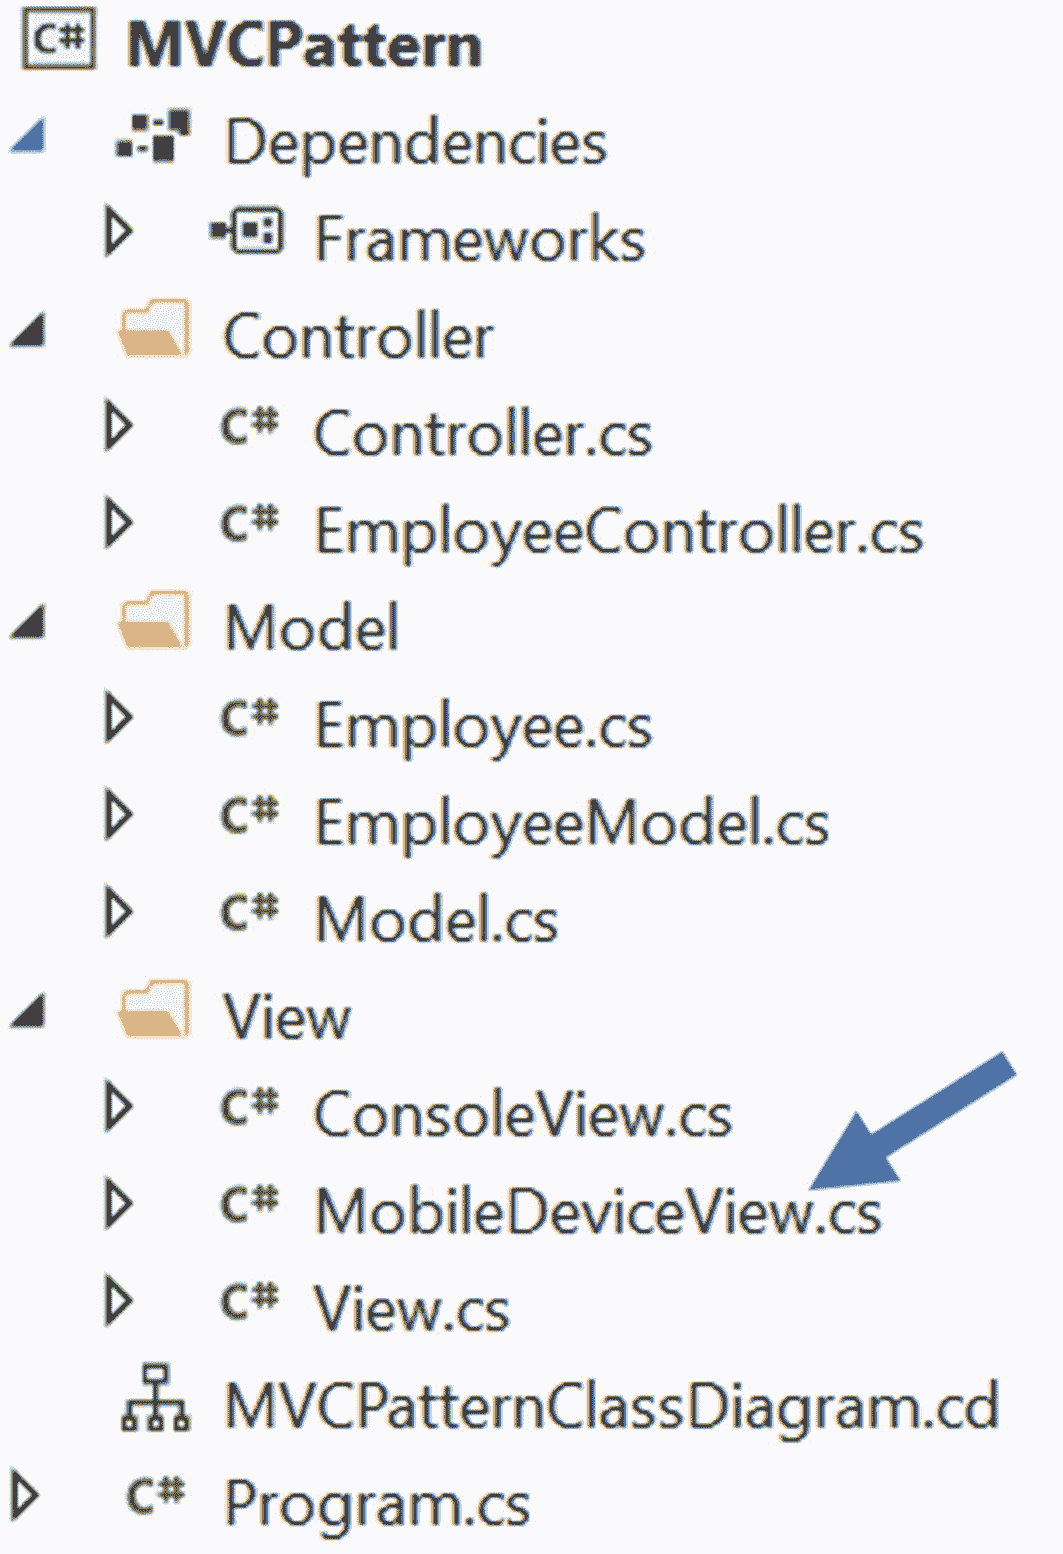 C# MVCPattern
Dependencies
Frameworks
Controller
C# Controller.cs
C# EmployeeController.cs
Model
C# Employee.cs
C# EmployeeModel.cs
C# Model.cs
View
C# ConsoleView.cs
C# MobileDeviceView.cs
C# View.cs
MVCPatternClassDiagram.cd
C# Program.cs